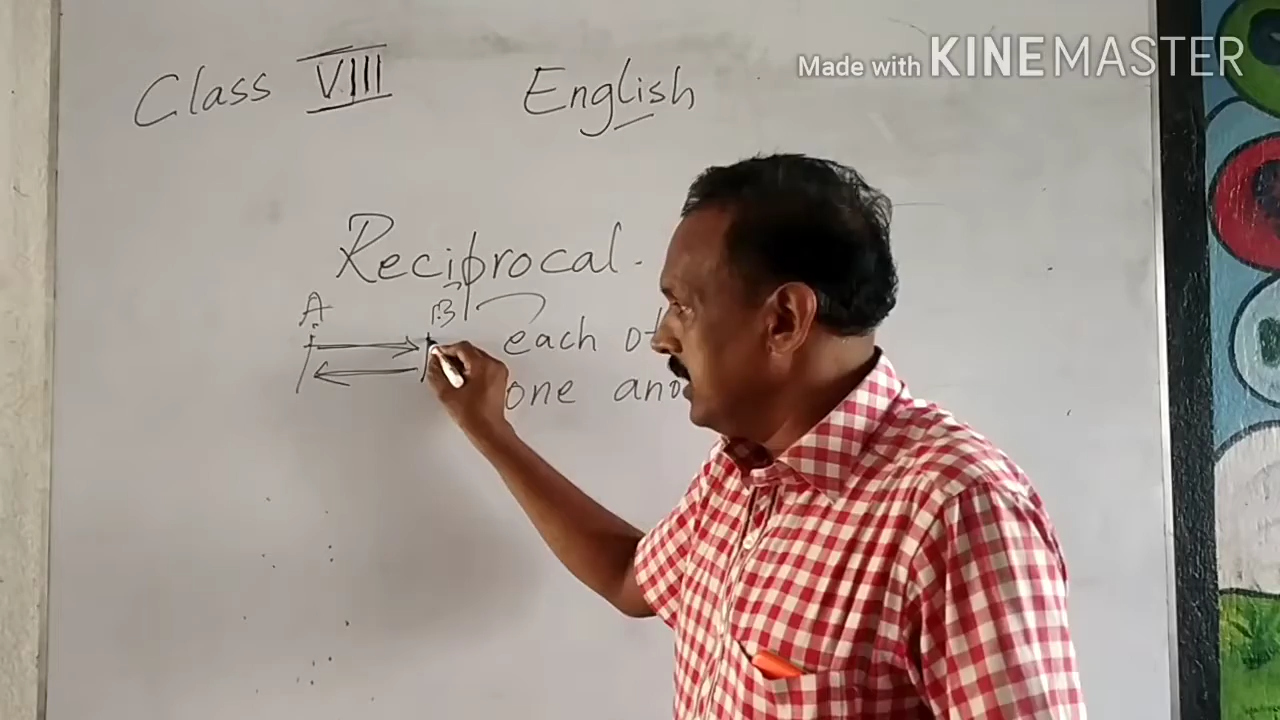 Made with KINEMASTER
Class VIII English
Reciprocal.
A B
each
one